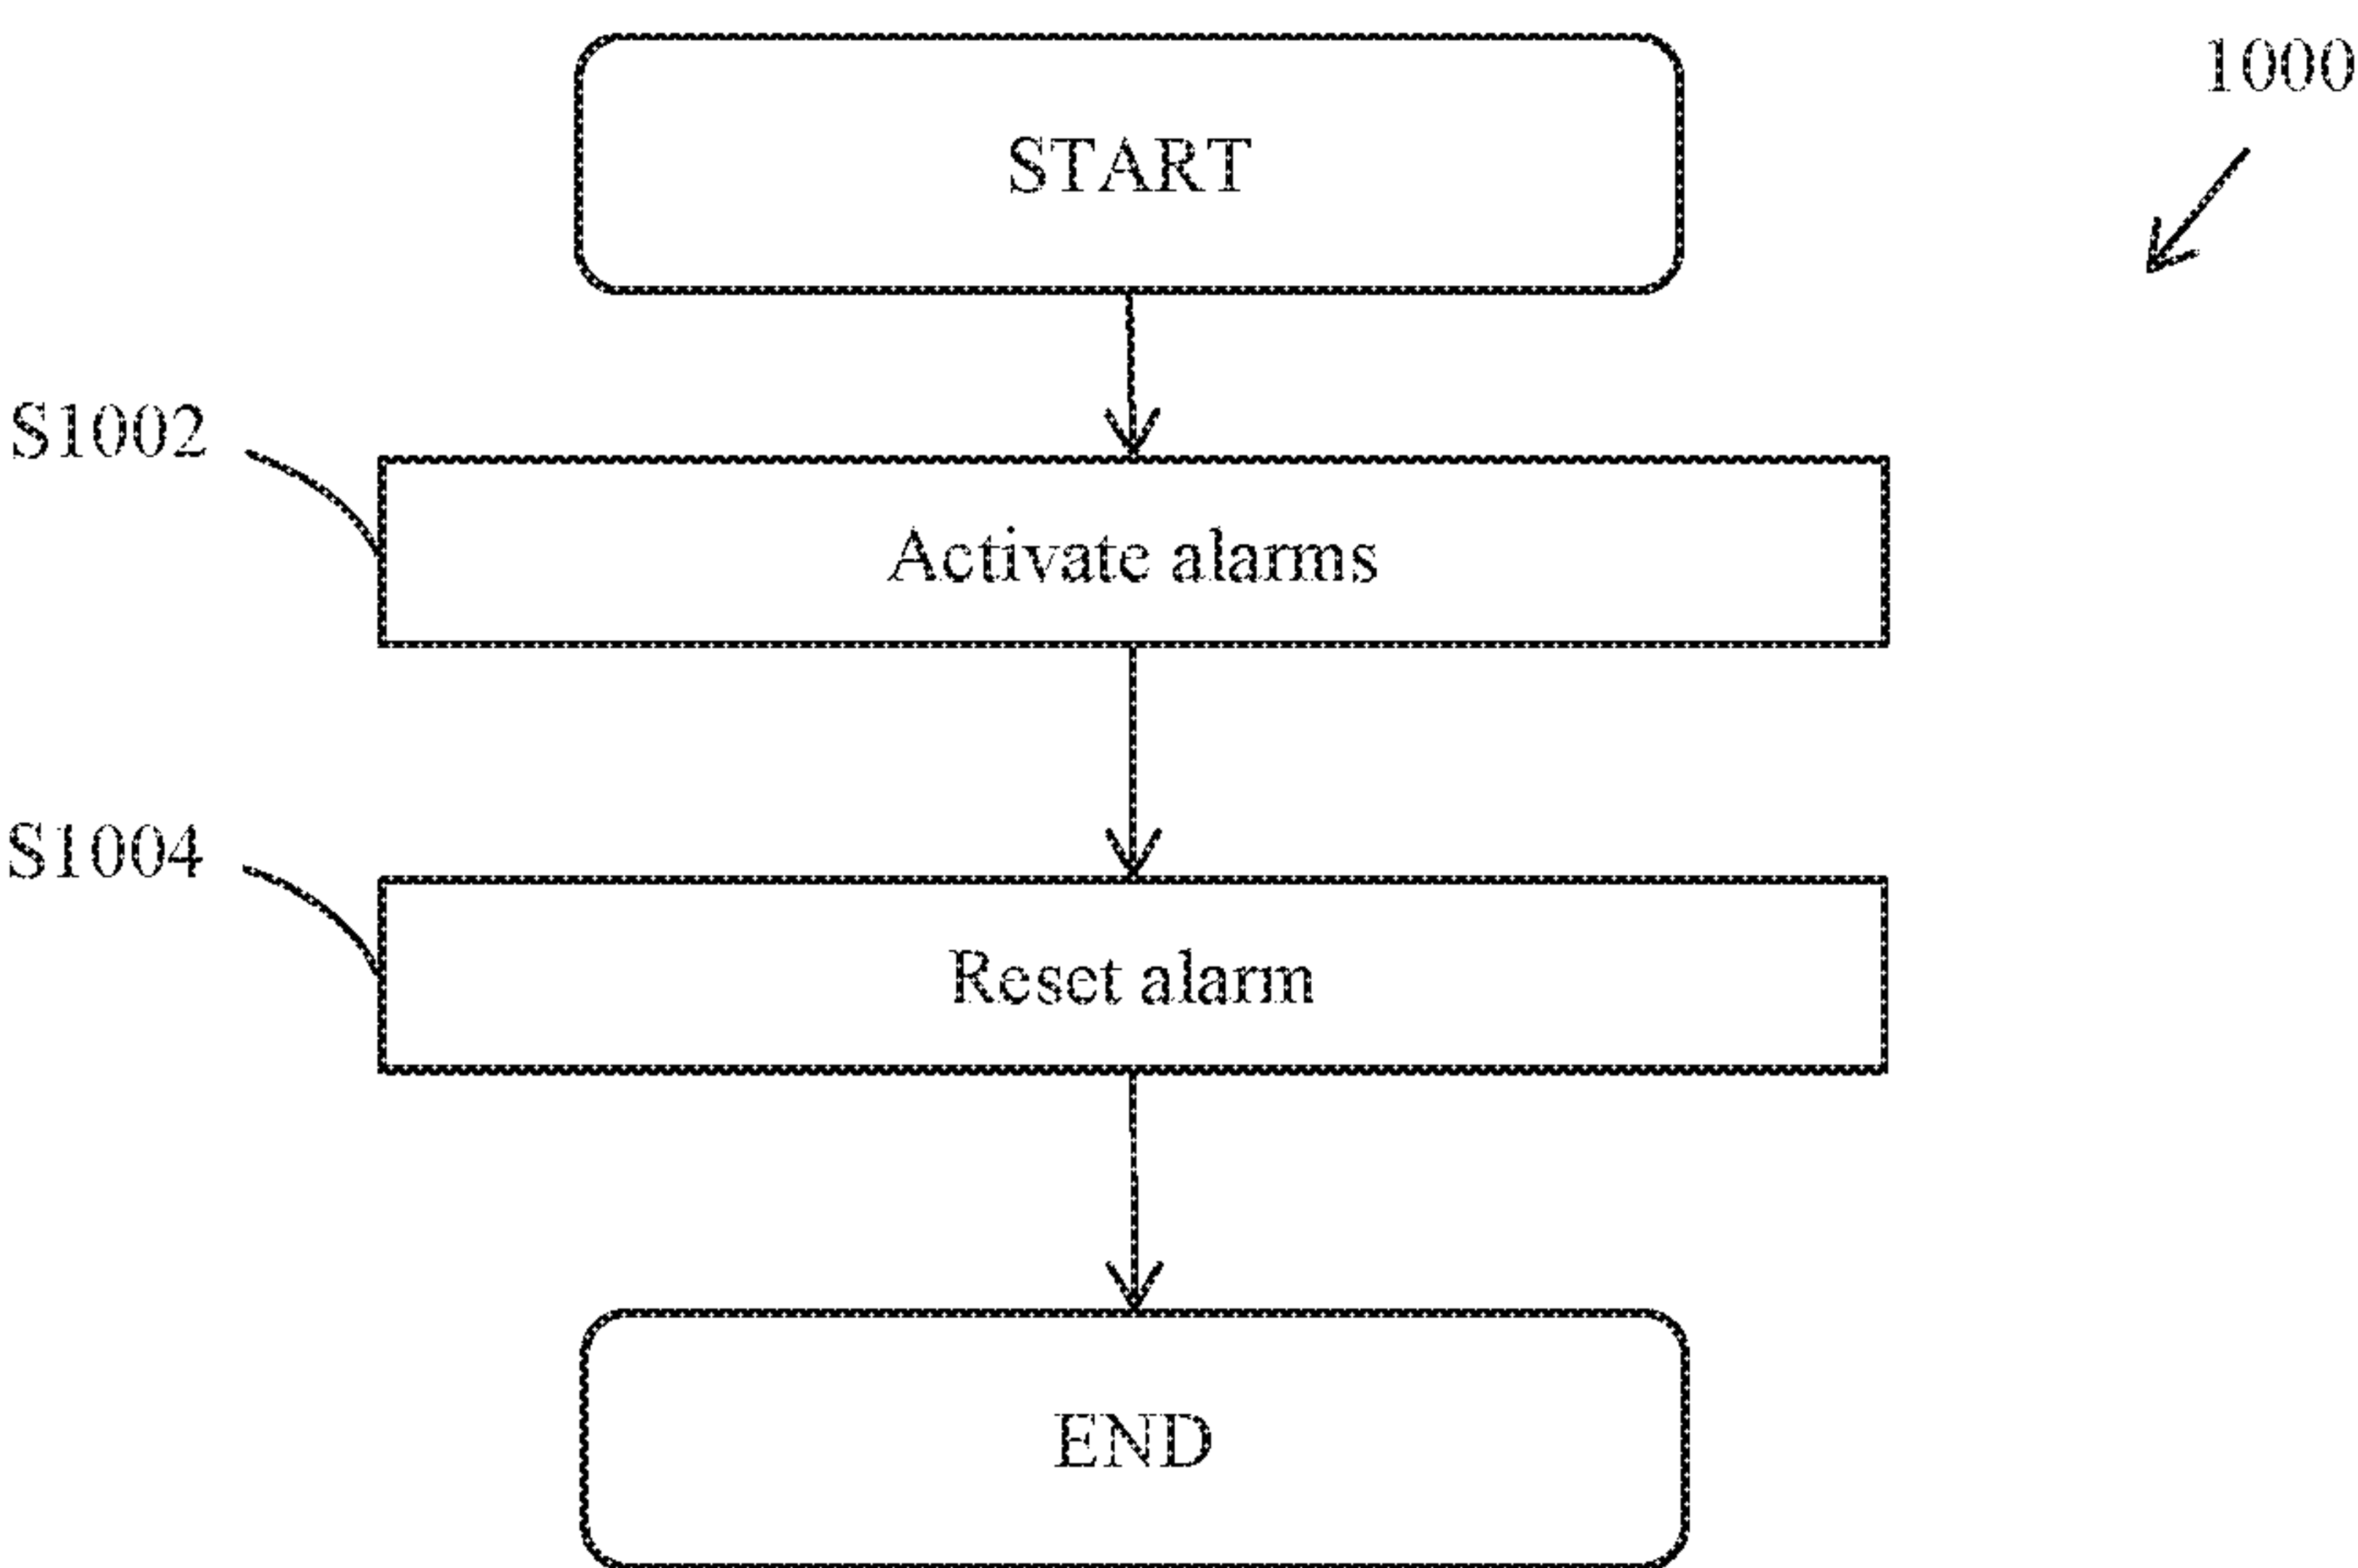 1000
START
S1002
Activate alarms
S1004
Reset alarm
END